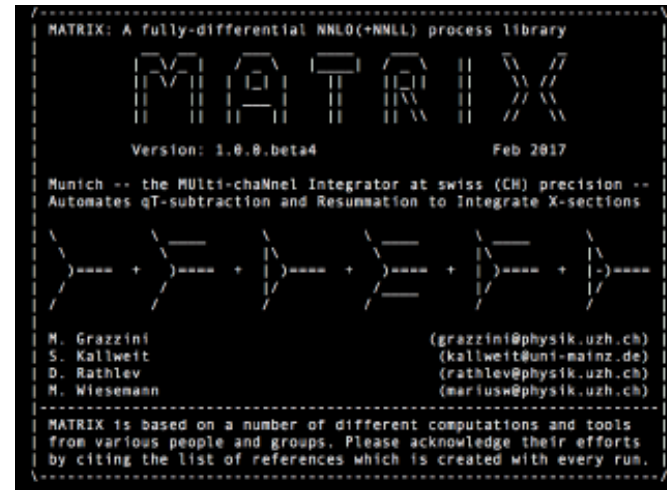 MATRIX: A fully-differential NNLO(+NNLL) process library
MATRIX
Version: 1.0.0.beta4 Feb 2017
Munich -- the MUlti-chaNnel Integrator at swiss (CH) precision --
Automates qT-subtraction and Resummation to Integrate X-sections
M. Grazzini (grazzini@physik.uzh.ch)
S. Kallweit (kallweit@uni-mainz.de)
D. Rathlev (rathlev@physik.uzh.ch)
M. Wiesemann (mariusw@physik.uzh.ch)
MATRIX is based on a number of different computations and tools
from various people and groups. Please acknowledge their efforts
by citing the list of references which is created with every run.